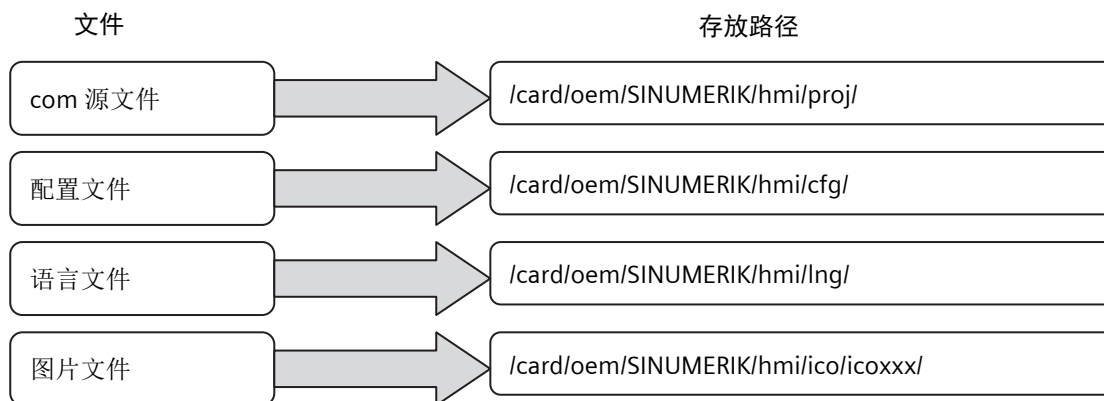 文件 存放路径
com 源文件 /card/oem/SINUMERIK/hmi/proj/
配置文件 /card/oem/SINUMERIK/hmi/cfg/
语言文件 /card/oem/SINUMERIK/hmi/lng/
图片文件 /card/oem/SINUMERIK/hmi/ico/icoxxx/